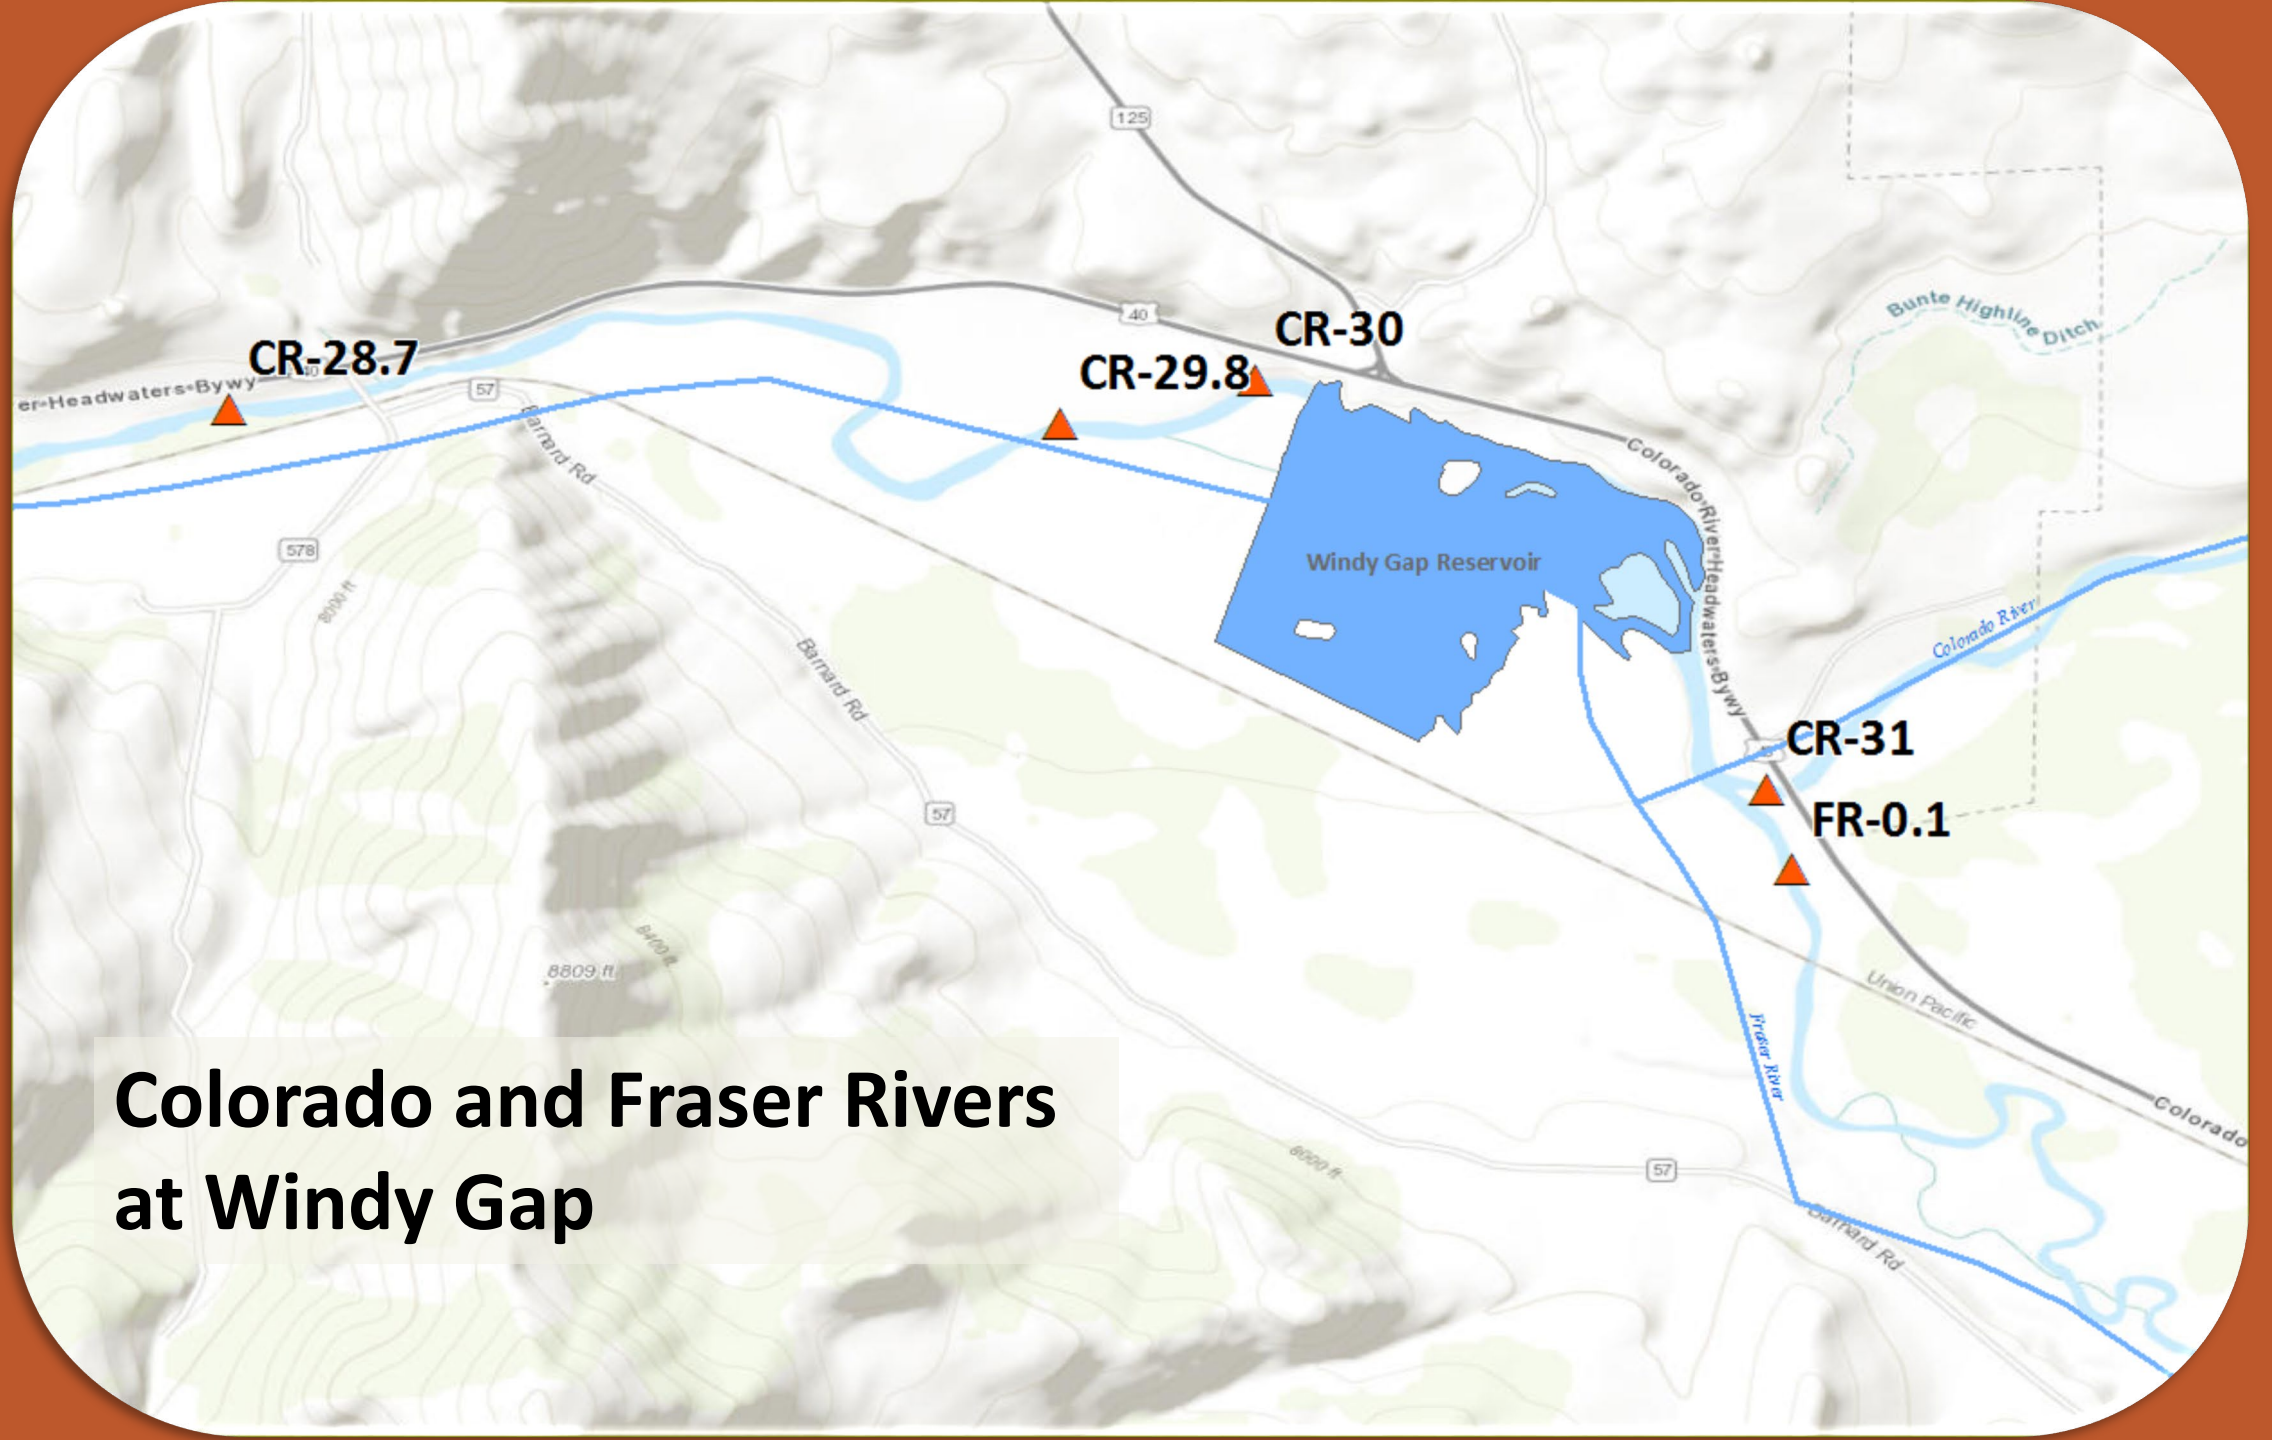 125
40
CR-30
CR-29.8
CR-28.7
er-Headwaters-Bywy
57
Barnard Rd
578
8000 ft
Bunte Highline Ditch
Colorado River Headwaters-Bywy
Windy Gap Reservoir
Colorado River
Barnard Rd
CR-31
FR-0.1
57
8400 ft
8809 ft
Union Pacific
Fraser River
Colorado
8000 ft
57
Barnard Rd
Colorado and Fraser Rivers
at Windy Gap